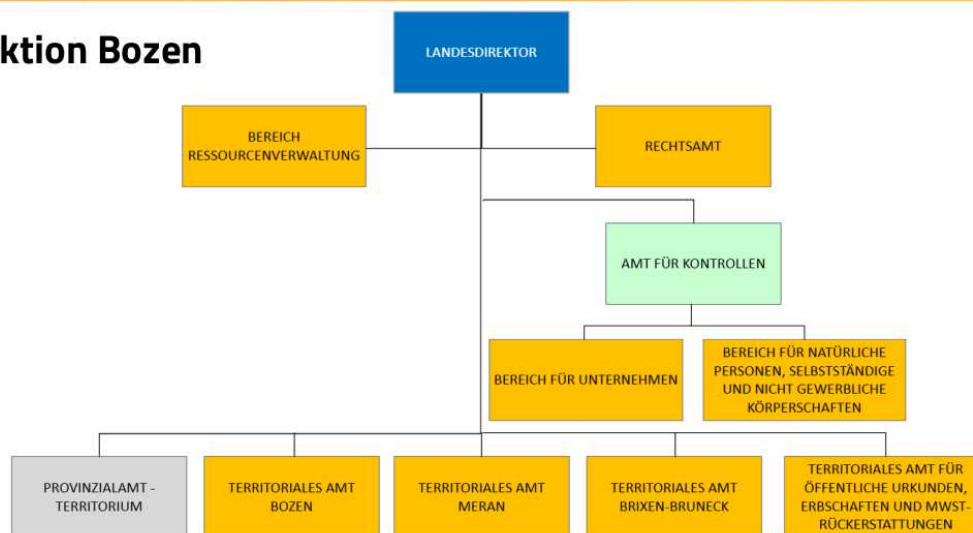 ktion Bozen
LANDESDIREKTOR
BEREICH
RESSOURCENVERWALTUNG
RECHTSAMT
AMT FÜR KONTROLLEN
BEREICH FÜR UNTERNEHMEN
BEREICH FÜR NATÜRLICHE
PERSONEN, SELBSTSTÄNDIGE
UND NICHT GEWERBLICHE
KÖRPERSCHAFTEN
PROVINZIALAMT -
TERRITORIUM
TERRITORIALES AMT
BOZEN
TERRITORIALES AMT
MERAN
TERRITORIALES AMT
BRIXEN-BRUNECK
TERRITORIALES AMT FÜR
ÖFFENTLICHE URKUNDEN,
ERBSCHAFTEN UND MWST-
RÜCKERSTATTUNGEN